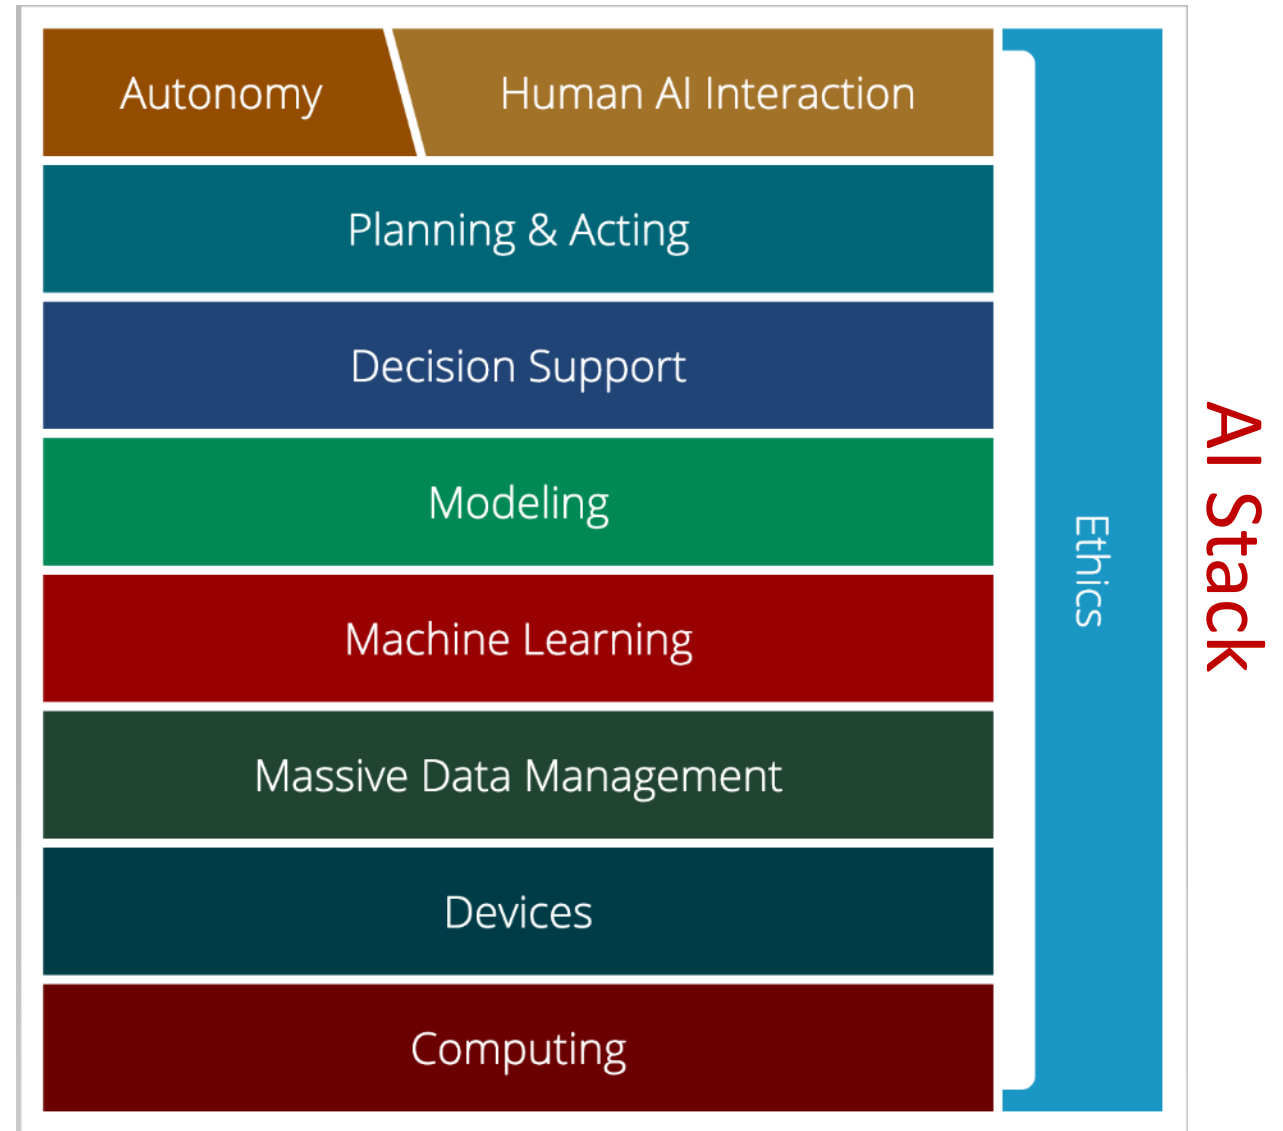 Autonomy
Human AI Interaction
Planning & Acting
Decision Support
Modeling
Machine Learning
Massive Data Management
Devices
Computing
Ethics
AI Stack